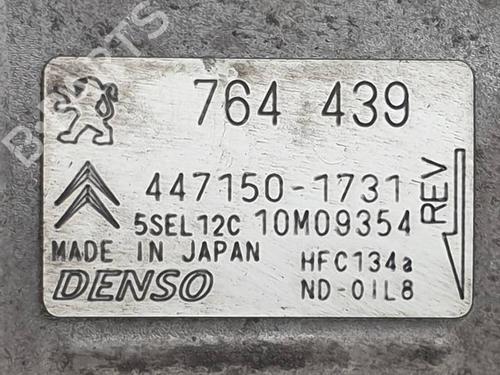 764 439
447150-1731
5SEL12C 10M09354
MADE IN JAPAN HFC134a
DENSO ND-OIL8
REV